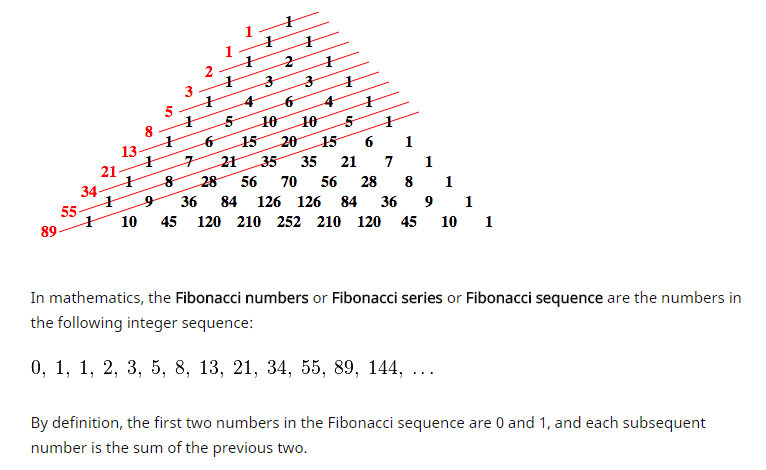 1 1
1 1 1
2 1 2 1
3 1 3 3 1
5 1 4 6 4 1
8 1 5 10 10 5 1
13 1 6 15 20 15 6 1
21 1 7 21 35 35 21 7 1
34 1 8 28 56 70 56 28 8 1
55 1 9 36 84 126 126 84 36 9 1
89 1 10 45 120 210 252 210 120 45 10 1
In mathematics, the Fibonacci numbers or Fibonacci series or Fibonacci sequence are the numbers in
the following integer sequence:
0, 1, 1, 2, 3, 5, 8, 13, 21, 34, 55, 89, 144, ...
By definition, the first two numbers in the Fibonacci sequence are 0 and 1, and each subsequent
number is the sum of the previous two.